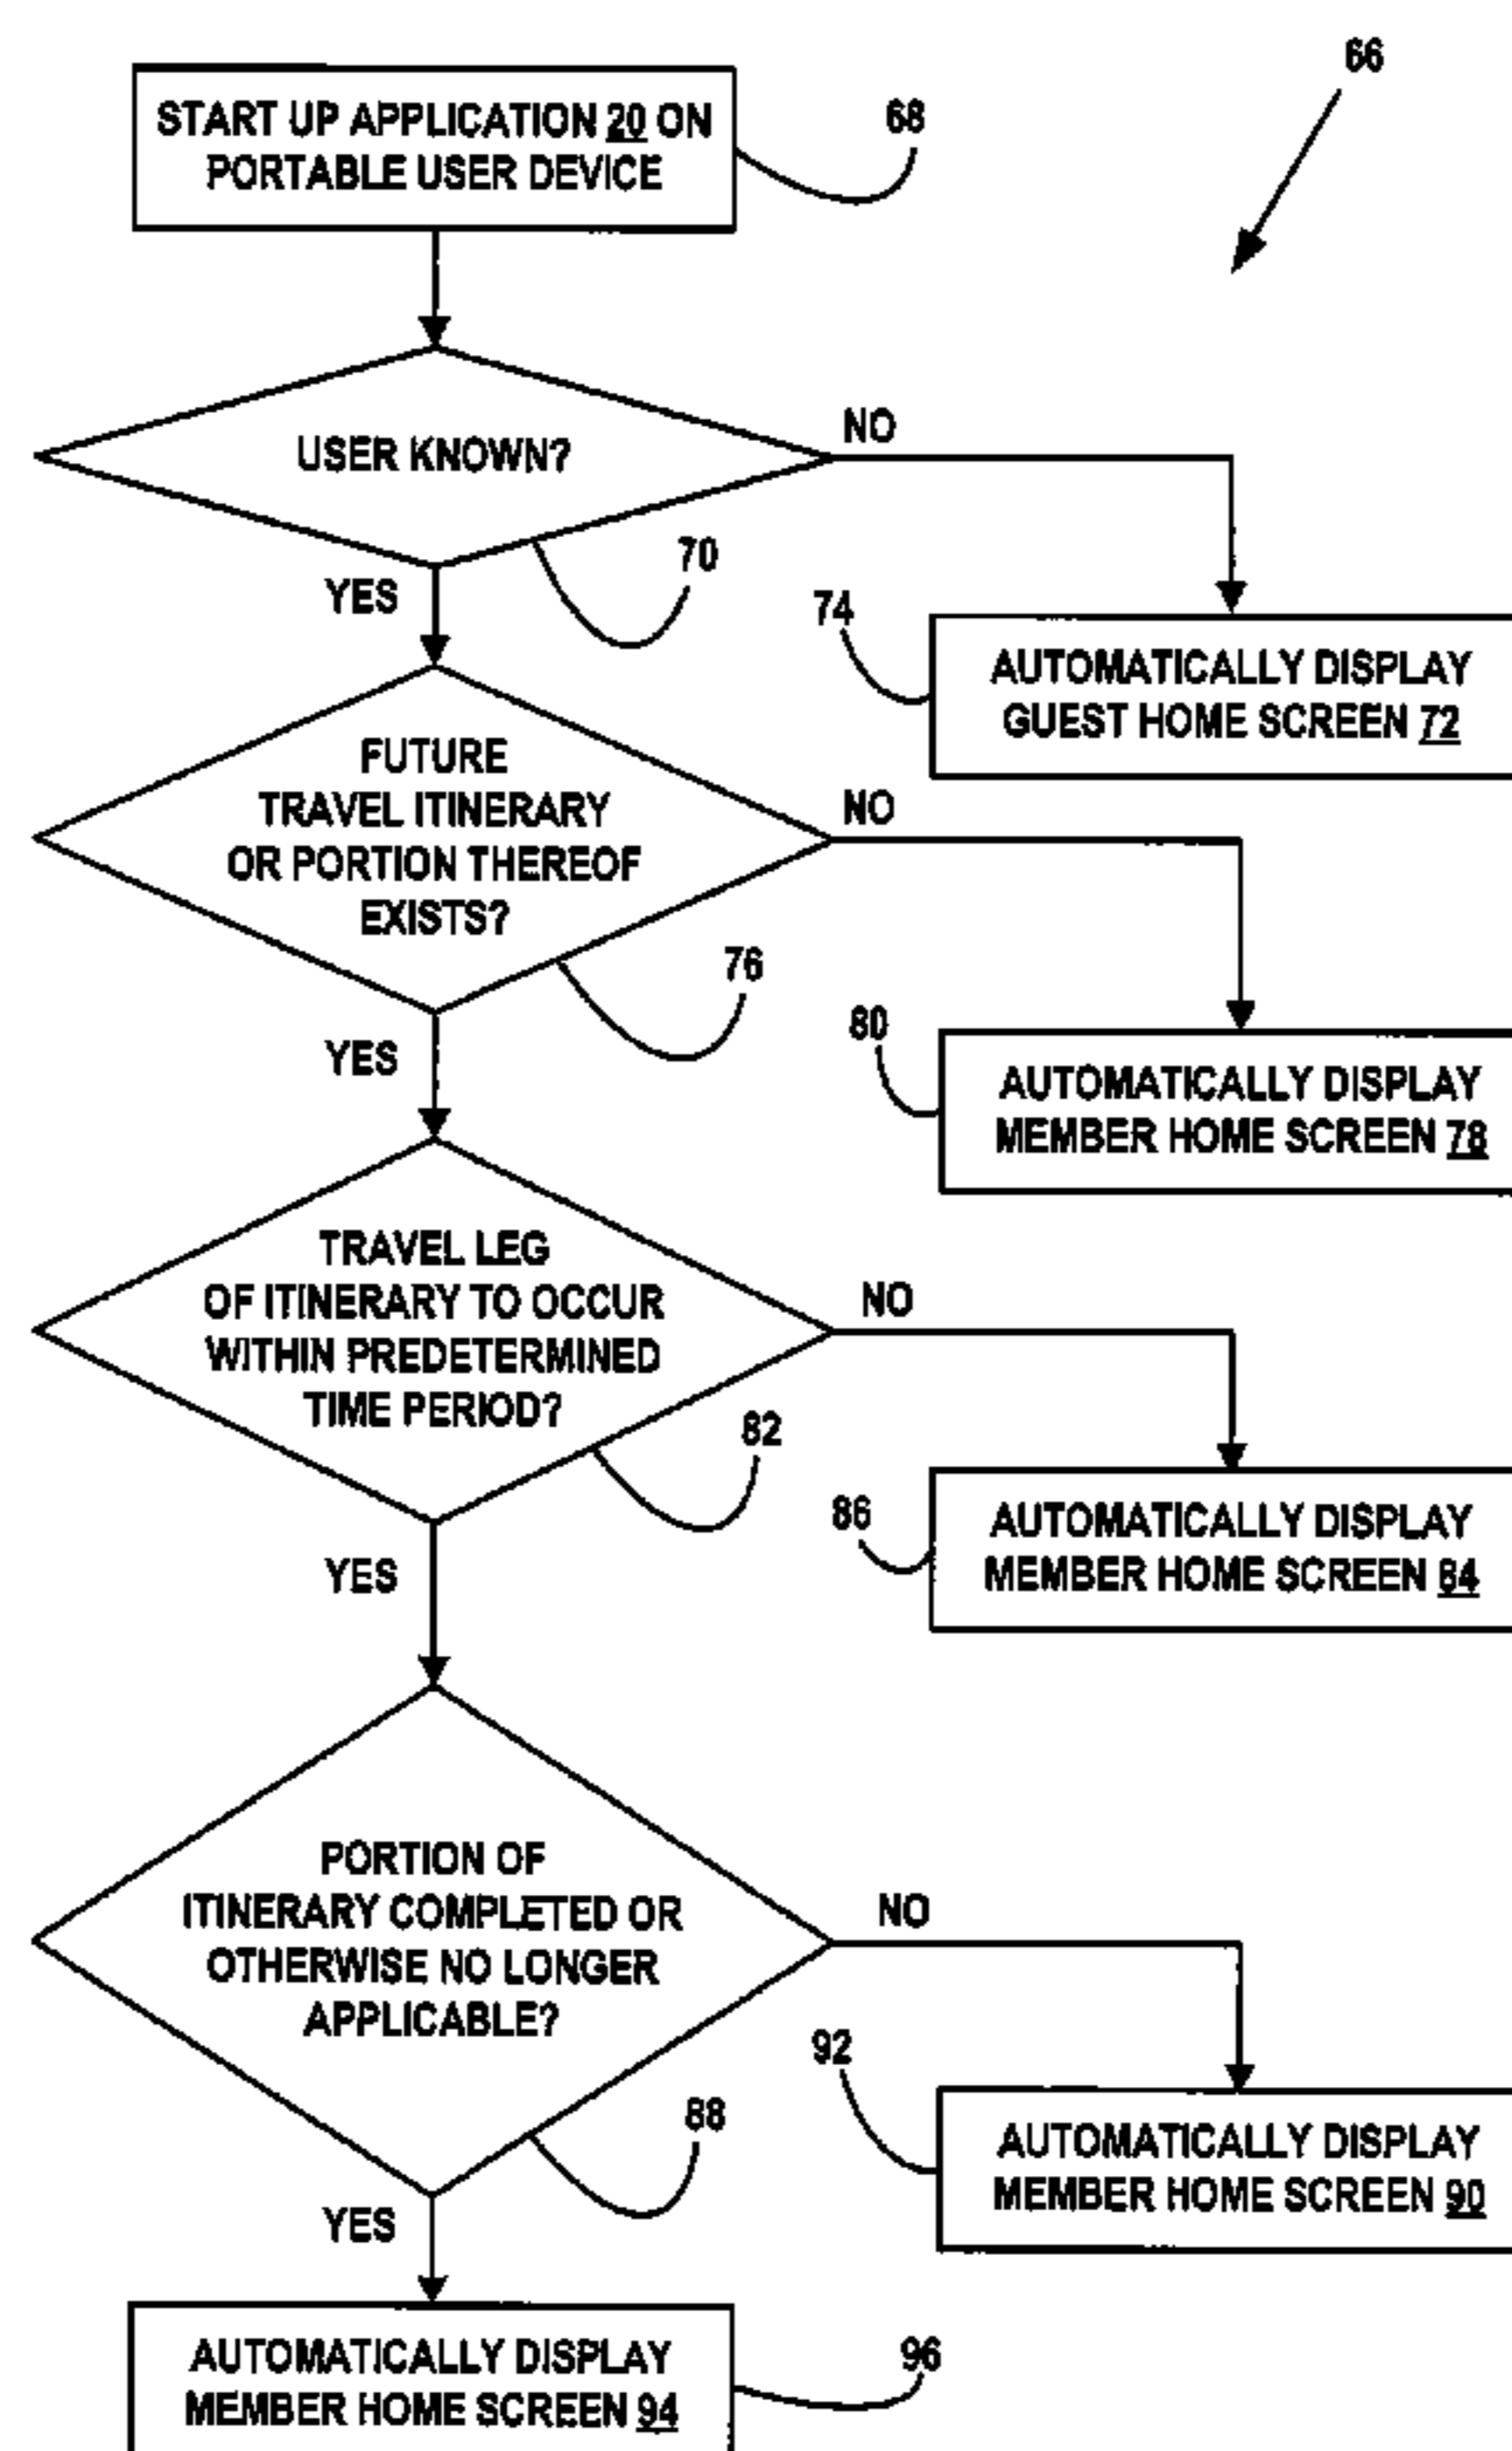 66
START UP APPLICATION 20 ON
PORTABLE USER DEVICE
68
USER KNOWN?
NO
70
YES
74
AUTOMATICALLY DISPLAY
GUEST HOME SCREEN 72
FUTURE
TRAVEL ITINERARY
OR PORTION THEREOF
EXISTS?
NO
76
YES
80
AUTOMATICALLY DISPLAY
MEMBER HOME SCREEN 78
TRAVEL LEG
OF ITINERARY TO OCCUR
WITHIN PREDETERMINED
TIME PERIOD?
NO
82
YES
86
AUTOMATICALLY DISPLAY
MEMBER HOME SCREEN 84
PORTION OF
ITINERARY COMPLETED OR
OTHERWISE NO LONGER
APPLICABLE?
NO
88
YES
92
AUTOMATICALLY DISPLAY
MEMBER HOME SCREEN 90
AUTOMATICALLY DISPLAY
MEMBER HOME SCREEN 94
96